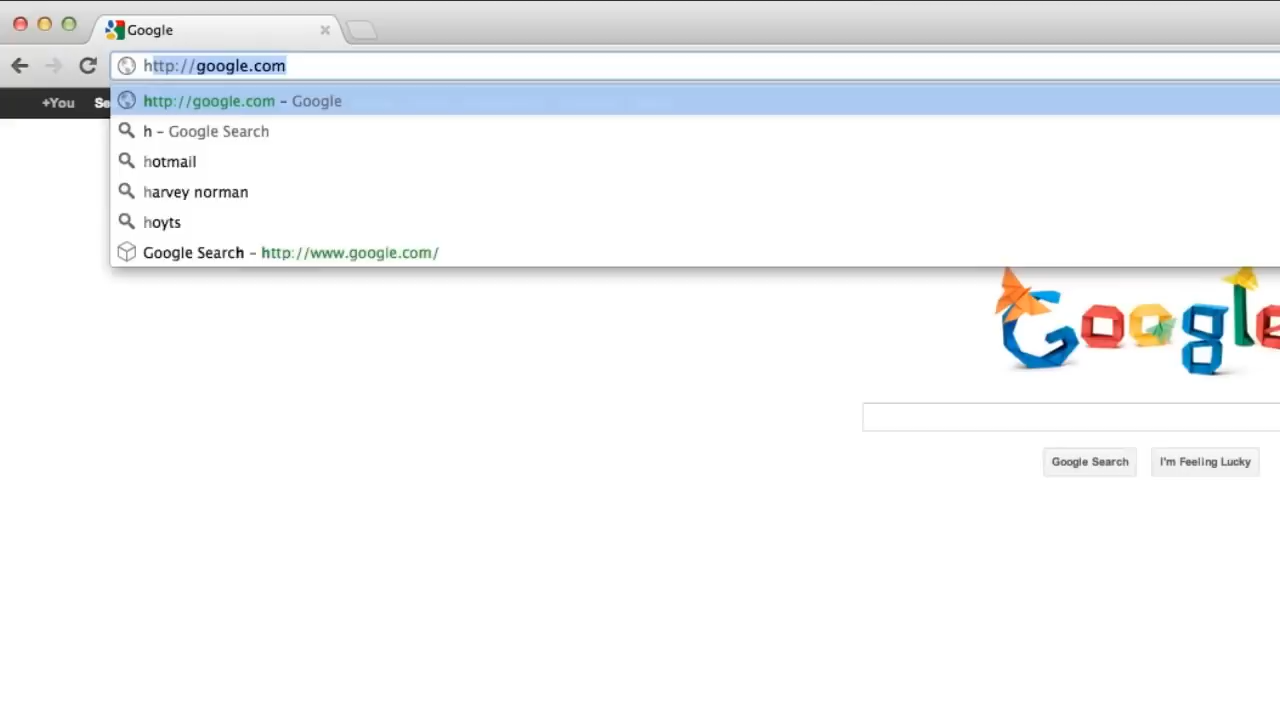 Google
http://google.com
+You Se
http://google.com – Google
h – Google Search
hotmail
harvey norman
hoyts
Google Search – http://www.google.com/
Google
Google Search I'm Feeling Lucky